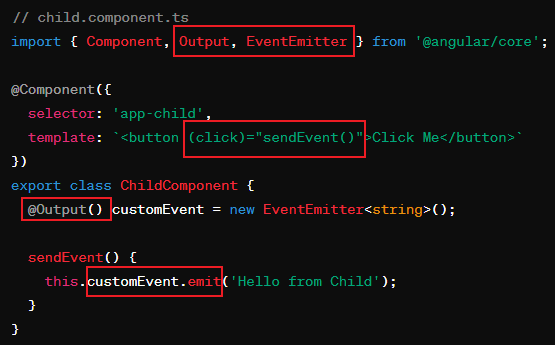 // child.component.ts
import { Component, Output, EventEmitter } from '@angular/core';
@Component({
selector: 'app-child',
template: `<button (click)="sendEvent()">Click Me</button>`
})
export class ChildComponent {
@Output() customEvent = new EventEmitter<string>();
sendEvent() {
this.customEvent.emit('Hello from Child');
}
}